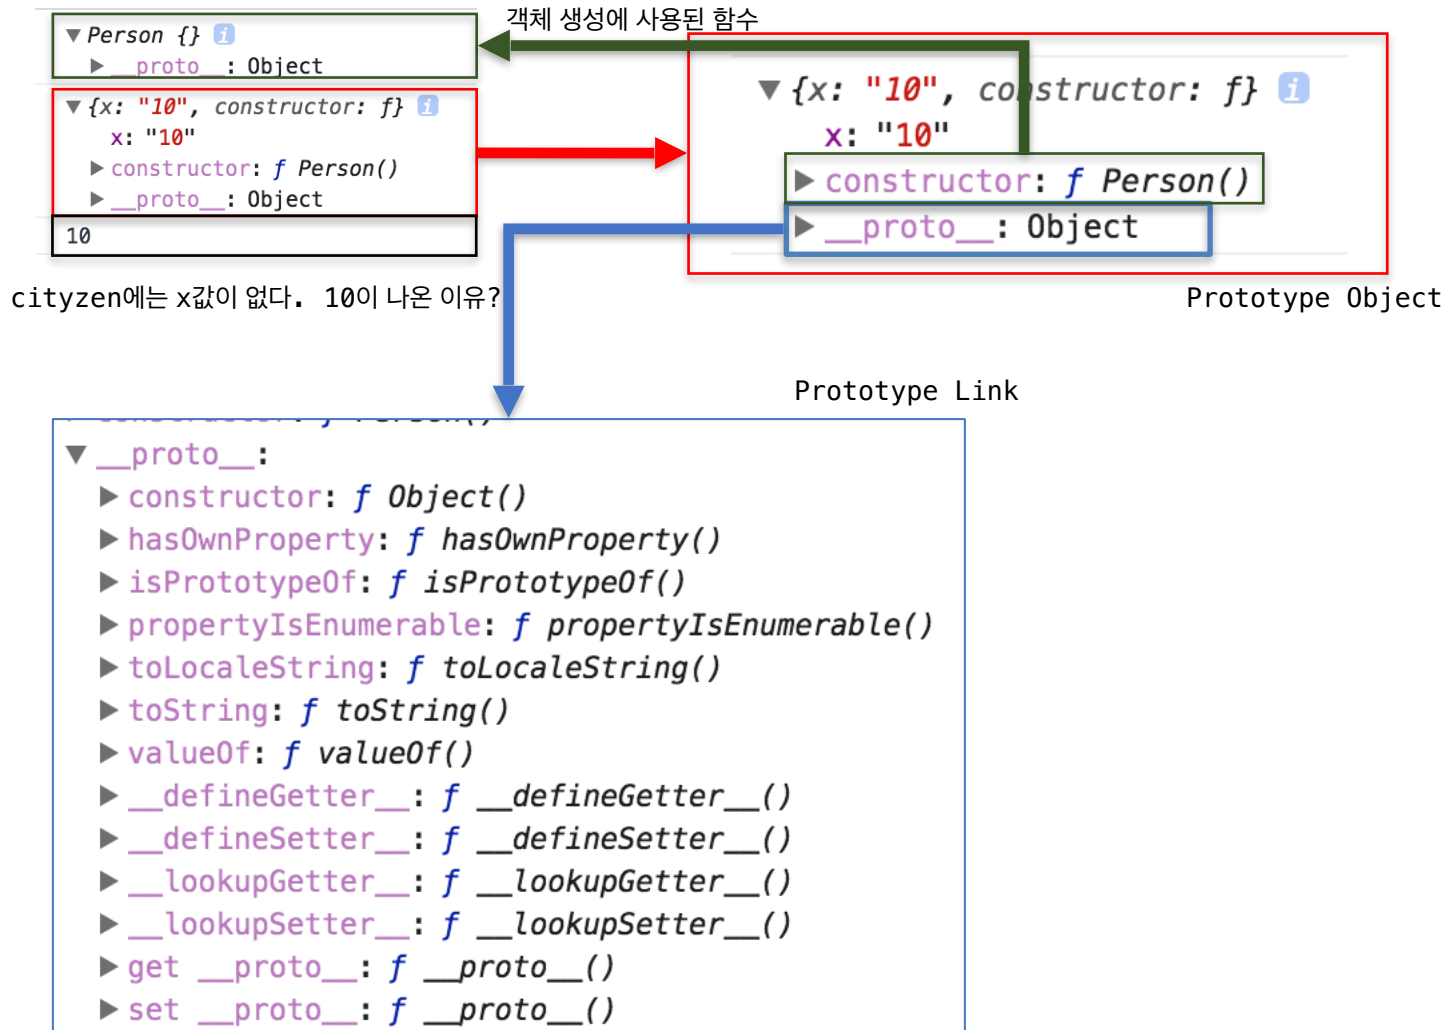 객체 생성에 사용된 함수
▼ Person {} i
▶ __proto__: Object
▼ {x: "10", constructor: ƒ} i
x: "10"
▶ constructor: ƒ Person()
▶ __proto__: Object
10
▼ {x: "10", constructor: ƒ} i
x: "10"
▶ constructor: ƒ Person()
▶ __proto__: Object
cityzen에는 x값이 없다. 10이 나온 이유?
Prototype Object
Prototype Link
constructor: ƒ Person()
▼ __proto__:
▶ constructor: ƒ Object()
▶ hasOwnProperty: ƒ hasOwnProperty()
▶ isPrototypeOf: ƒ isPrototypeOf()
▶ propertyIsEnumerable: ƒ propertyIsEnumerable()
▶ toLocaleString: ƒ toLocaleString()
▶ toString: ƒ toString()
▶ valueOf: ƒ valueOf()
▶ __defineGetter__: ƒ __defineGetter__()
▶ __defineSetter__: ƒ __defineSetter__()
▶ __lookupGetter__: ƒ __lookupGetter__()
▶ __lookupSetter__: ƒ __lookupSetter__()
▶ get __proto__: ƒ __proto__()
▶ set __proto__: ƒ __proto__()